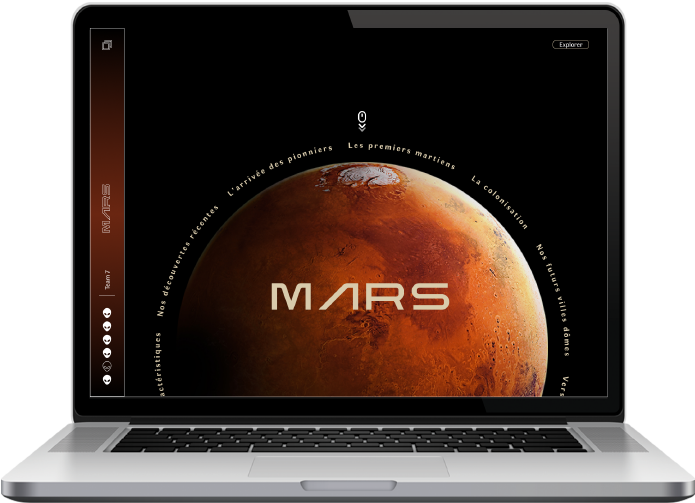 Explorer
L'arrivée des pionniers
Les premiers martiens
La colonisation
Nos découvertes récentes
Nos futurs villes dômes
actéristiques
Vers
MARS
MARS
Team 7